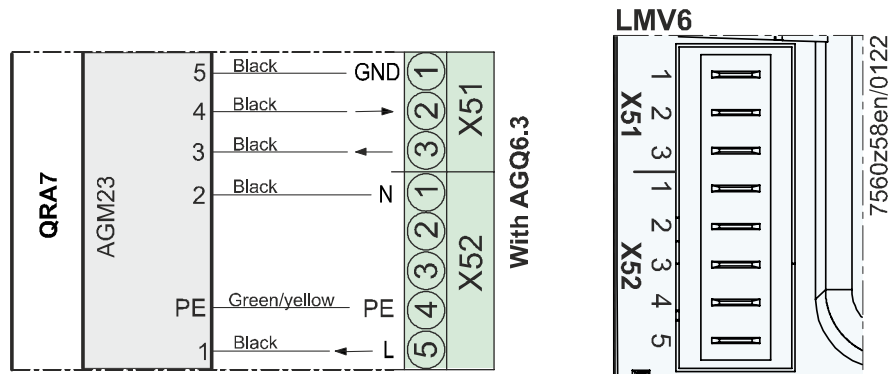 QRA7
AGM23
5 Black GND 1
4 Black 2
3 Black 3
X51
2 Black N 1
2
3
PE Green/yellow PE 4
1 Black L 5
X52
With AGQ6.3
LMV6
X51
1
2
3
X52
1
2
3
4
5
7560z58en/0122